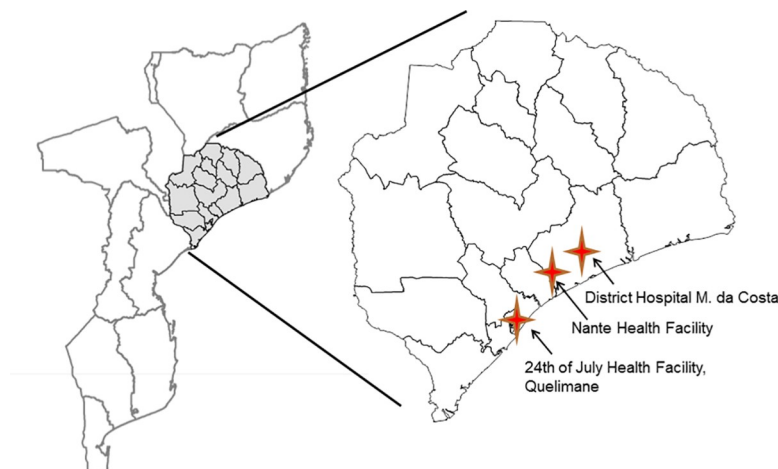 District Hospital M. da Costa
Nante Health Facility
24th of July Health Facility,
Quelimane